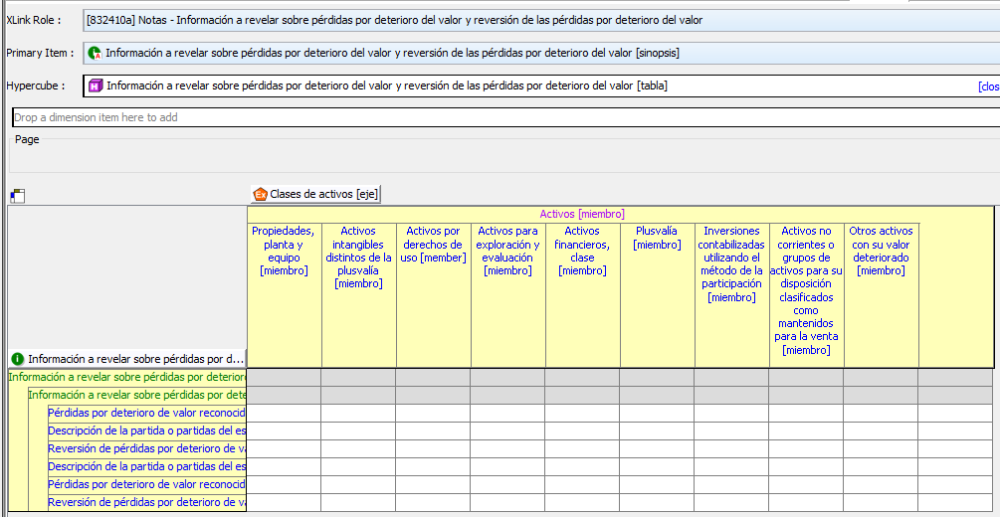 XLink Role : [832410a] Notas - Información a revelar sobre pérdidas por deterioro del valor y reversión de las pérdidas por deterioro del valor
Primary Item : Información a revelar sobre pérdidas por deterioro del valor y reversión de las pérdidas por deterioro del valor [sinopsis]
Hypercube : H Información a revelar sobre pérdidas por deterioro del valor y reversión de las pérdidas por deterioro del valor [tabla] [clos
Drop a dimension item here to add
Page
Ex Clases de activos [eje]
Activos [miembro]
Propiedades,
planta y
equipo
[miembro]
Activos
intangibles
distintos de la
plusvalía
[miembro]
Activos por
derechos de
uso [member]
Activos para
exploración y
evaluación
[miembro]
Activos
financieros,
clase
[miembro]
Plusvalía
[miembro]
Inversiones
contabilizadas
utilizando el
método de la
participación
[miembro]
Activos no
corrientes o
grupos de
activos para su
disposición
clasificados
como
mantenidos
para la venta
[miembro]
Otros activos
con su valor
deteriorado
[miembro]
Información a revelar sobre pérdidas por d...
Información a revelar sobre pérdidas por deterior
Información a revelar sobre pérdidas por dete
Pérdidas por deterioro de valor reconocid
Descripción de la partida o partidas del es
Reversión de pérdidas por deterioro de va
Descripción de la partida o partidas del es
Pérdidas por deterioro de valor reconocid
Reversión de pérdidas por deterioro de va